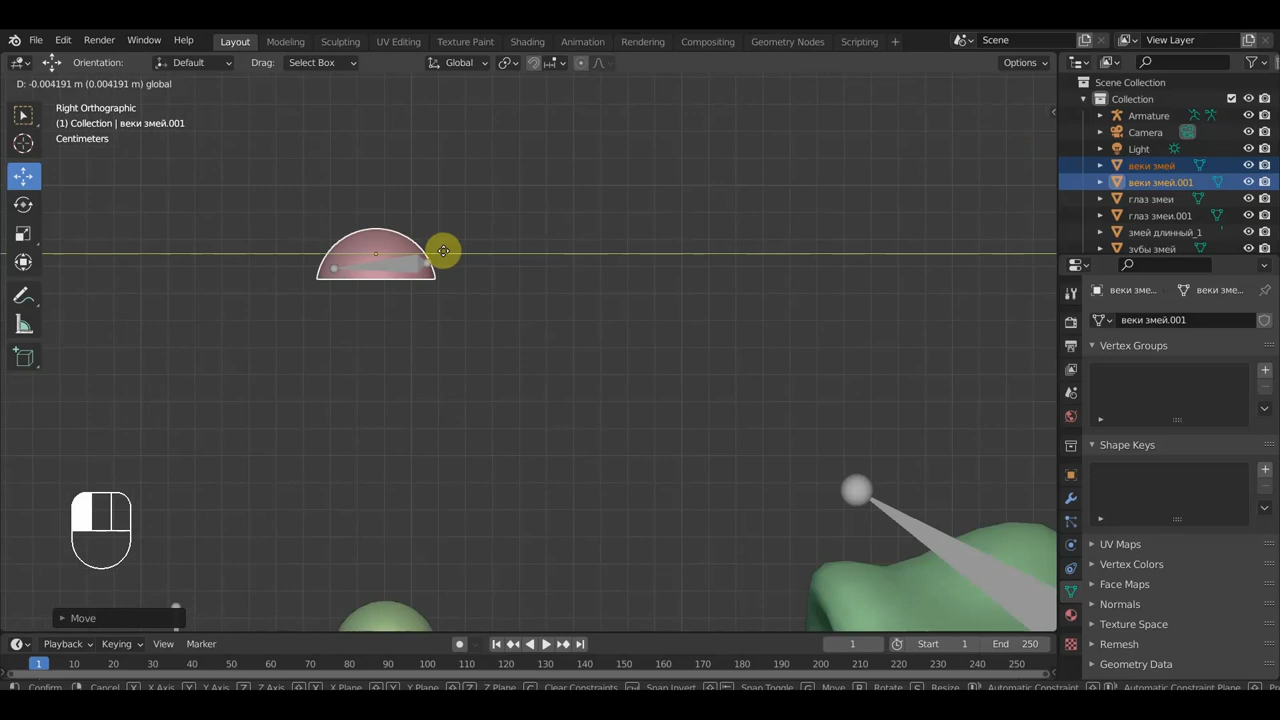 File Edit Render Window Help Layout Modeling Sculpting UV Editing Texture Paint Shading Animation Rendering Compositing Geometry Nodes Scripting + Scene View Layer
Orientation: Default Drag: Select Box Global Options
D: -0.004191 m (0.004191 m) global
Right Orthographic
(1) Collection | веки змей.001
Centimeters
Scene Collection
Collection
Armature
Camera
Light
веки змей
веки змей.001
глаз змеи
глаз змеи.001
змей длинный_1
зубы змей
веки зме... веки зме...
веки змей.001
Vertex Groups
Shape Keys
UV Maps
Vertex Colors
Face Maps
Normals
Texture Space
Remesh
Geometry Data
Move
Playback Keying View Marker 1 Start 1 End 250
1 10 20 30 40 50 60 70 80 90 100 110 120 130 140 150 160 170 180 190 200 210 220 230 240 250
Confirm Cancel X X Axis Y Y Axis Z Z Axis X X Plane Y Y Plane Z Z Plane C Clear Constraints Snap Invert Snap Toggle G Move R Rotate S Resize Automatic Constraint Automatic Constraint Plane